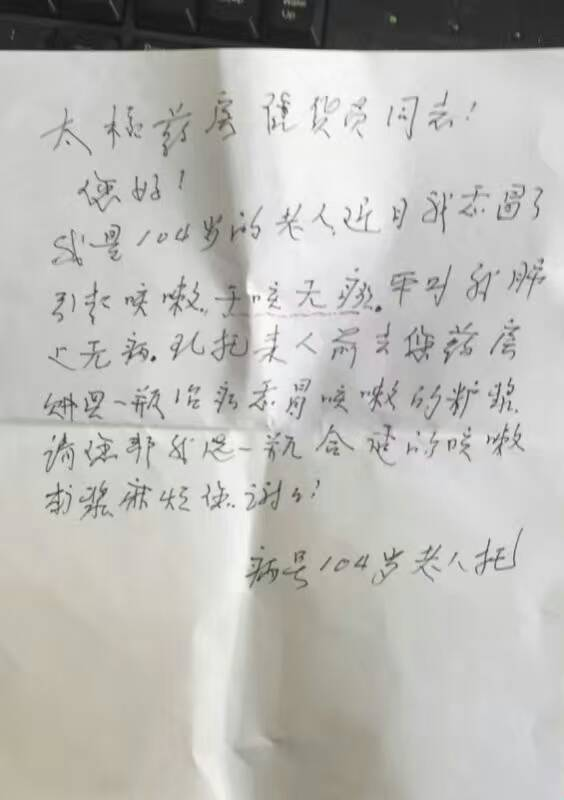 太极药房售货员同志!
您好!
我是104岁的老人,近日我感冒了
引起咳嗽,干咳无痰.平时我肺
上无病.现托来人前去您药房
购买一瓶治疗感冒咳嗽的糖浆.
请您帮我选一瓶合适的咳嗽
糖浆麻烦您.谢谢!
病号104岁老人托